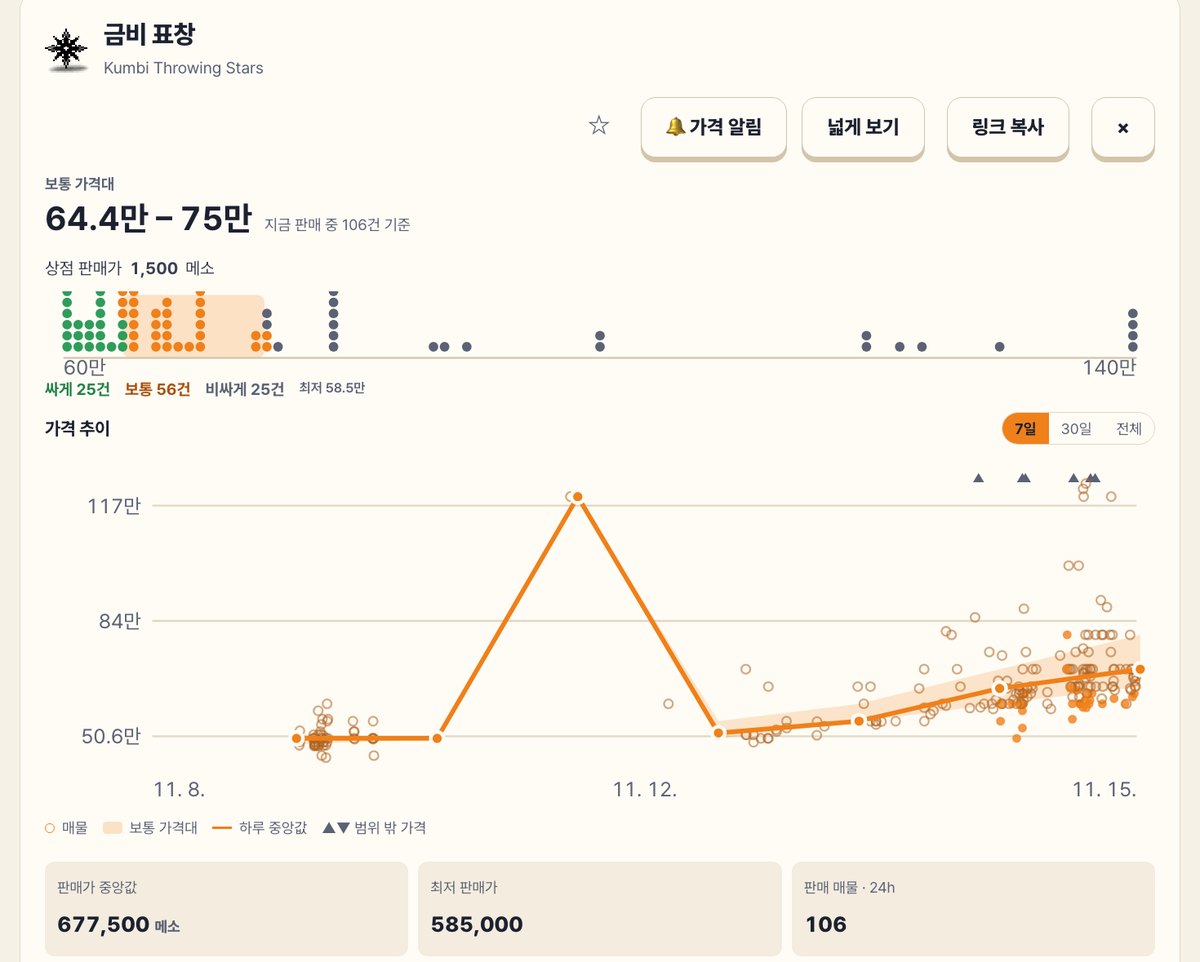 금비 표창
Kumbi Throwing Stars
☆ 🔔 가격 알림 넓게 보기 링크 복사 ×
보통 가격대
64.4만 – 75만 지금 판매 중 106건 기준
상점 판매가 1,500 메소
60만 140만
싸게 25건 보통 56건 비싸게 25건 최저 58.5만
가격 추이 7일 30일 전체
117만
84만
50.6만
11. 8. 11. 12. 11. 15.
매물 보통 가격대 하루 중앙값 ▲▼ 범위 밖 가격
판매가 중앙값 최저 판매가 판매 매물 · 24h
677,500 메소 585,000 106